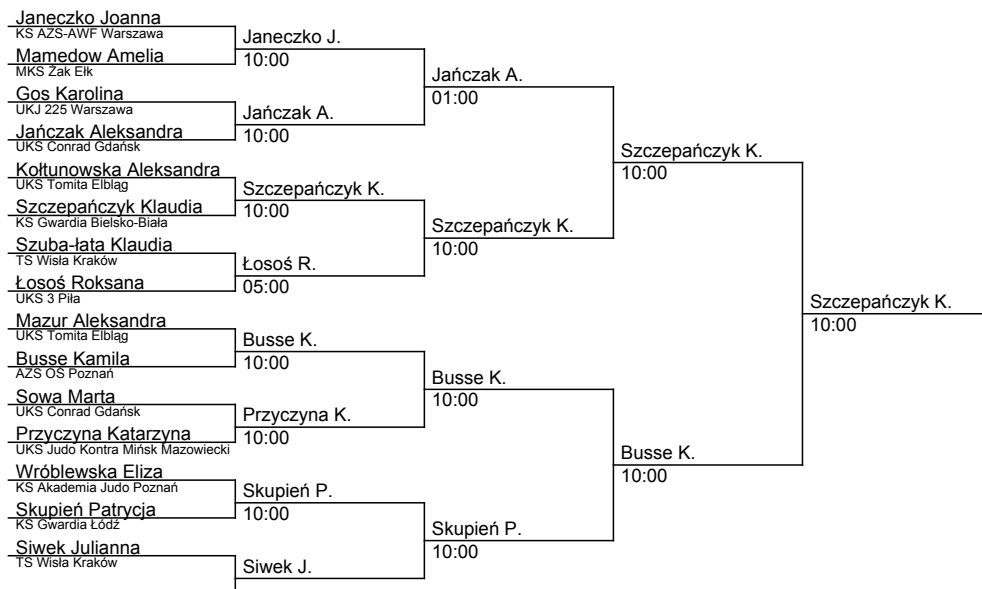 Janeczko Joanna
KS AZS-AWF Warszawa
Mamedow Amelia
MKS Żak Ełk
Gos Karolina
UKJ 225 Warszawa
Jańczak Aleksandra
UKS Conrad Gdańsk
Kołtunowska Aleksandra
UKS Tomita Elbląg
Szczepańczyk Klaudia
KS Gwardia Bielsko-Biała
Szuba-łata Klaudia
TS Wisła Kraków
Łosoś Roksana
UKS 3 Piła
Mazur Aleksandra
UKS Tomita Elbląg
Busse Kamila
AZS OŚ Poznań
Sowa Marta
UKS Conrad Gdańsk
Przyczyna Katarzyna
UKS Judo Kontra Mińsk Mazowiecki
Wróblewska Eliza
KS Akademia Judo Poznań
Skupień Patrycja
KS Gwardia Łódź
Siwek Julianna
TS Wisła Kraków
Janeczko J.
10:00
Jańczak A.
10:00
Szczepańczyk K.
10:00
Łosoś R.
05:00
Busse K.
10:00
Przyczyna K.
10:00
Skupień P.
10:00
Siwek J.
Jańczak A.
01:00
Szczepańczyk K.
10:00
Busse K.
10:00
Skupień P.
10:00
Szczepańczyk K.
10:00
Busse K.
10:00
Szczepańczyk K.
10:00